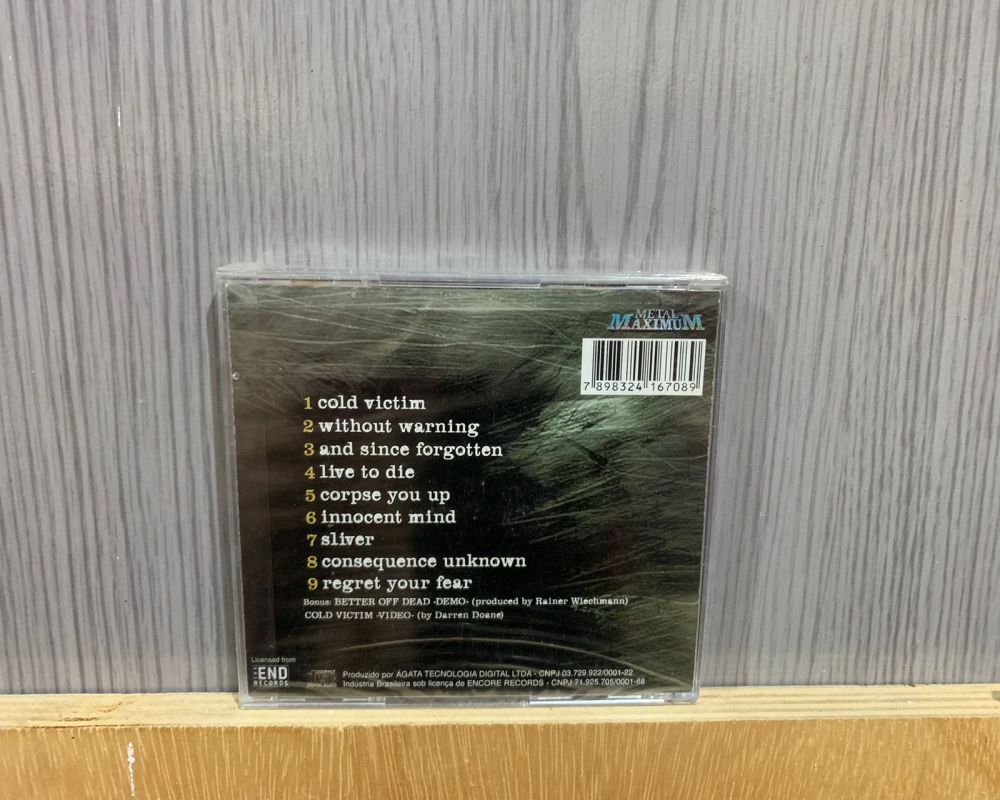 METAL
MAXIMUM
7 898324 167089
1 cold victim
2 without warning
3 and since forgotten
4 live to die
5 corpse you up
6 innocent mind
7 sliver
8 consequence unknown
9 regret your fear
Bonus: BETTER OFF DEAD -DEMO- (produced by Rainer Wiechmann)
COLD VICTIM -VIDEO- (by Darren Doane)
Licensed from
THE END
RECORDS
Produzido por ÁGATA TECNOLOGIA DIGITAL LTDA - CNPJ 03.729.922/0001-22
Indústria Brasileira sob licença de ENCORE RECORDS - CNPJ 71.925.705/0001-68